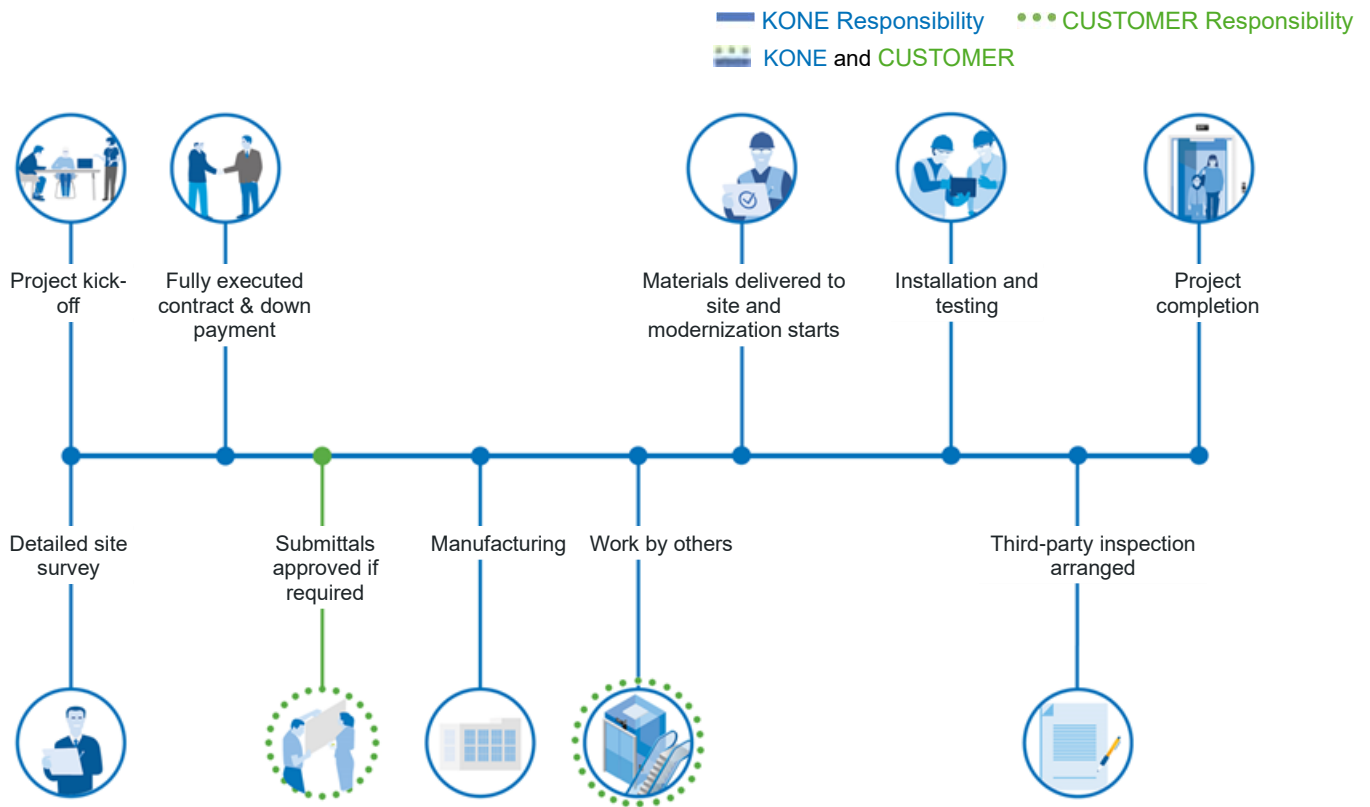 KONE Responsibility
CUSTOMER Responsibility
KONE and CUSTOMER
Project kick-
off
Fully executed
contract & down
payment
Materials delivered to
site and
modernization starts
Installation and
testing
Project
completion
Detailed site
survey
Submittals
approved if
required
Manufacturing
Work by others
Third-party inspection
arranged